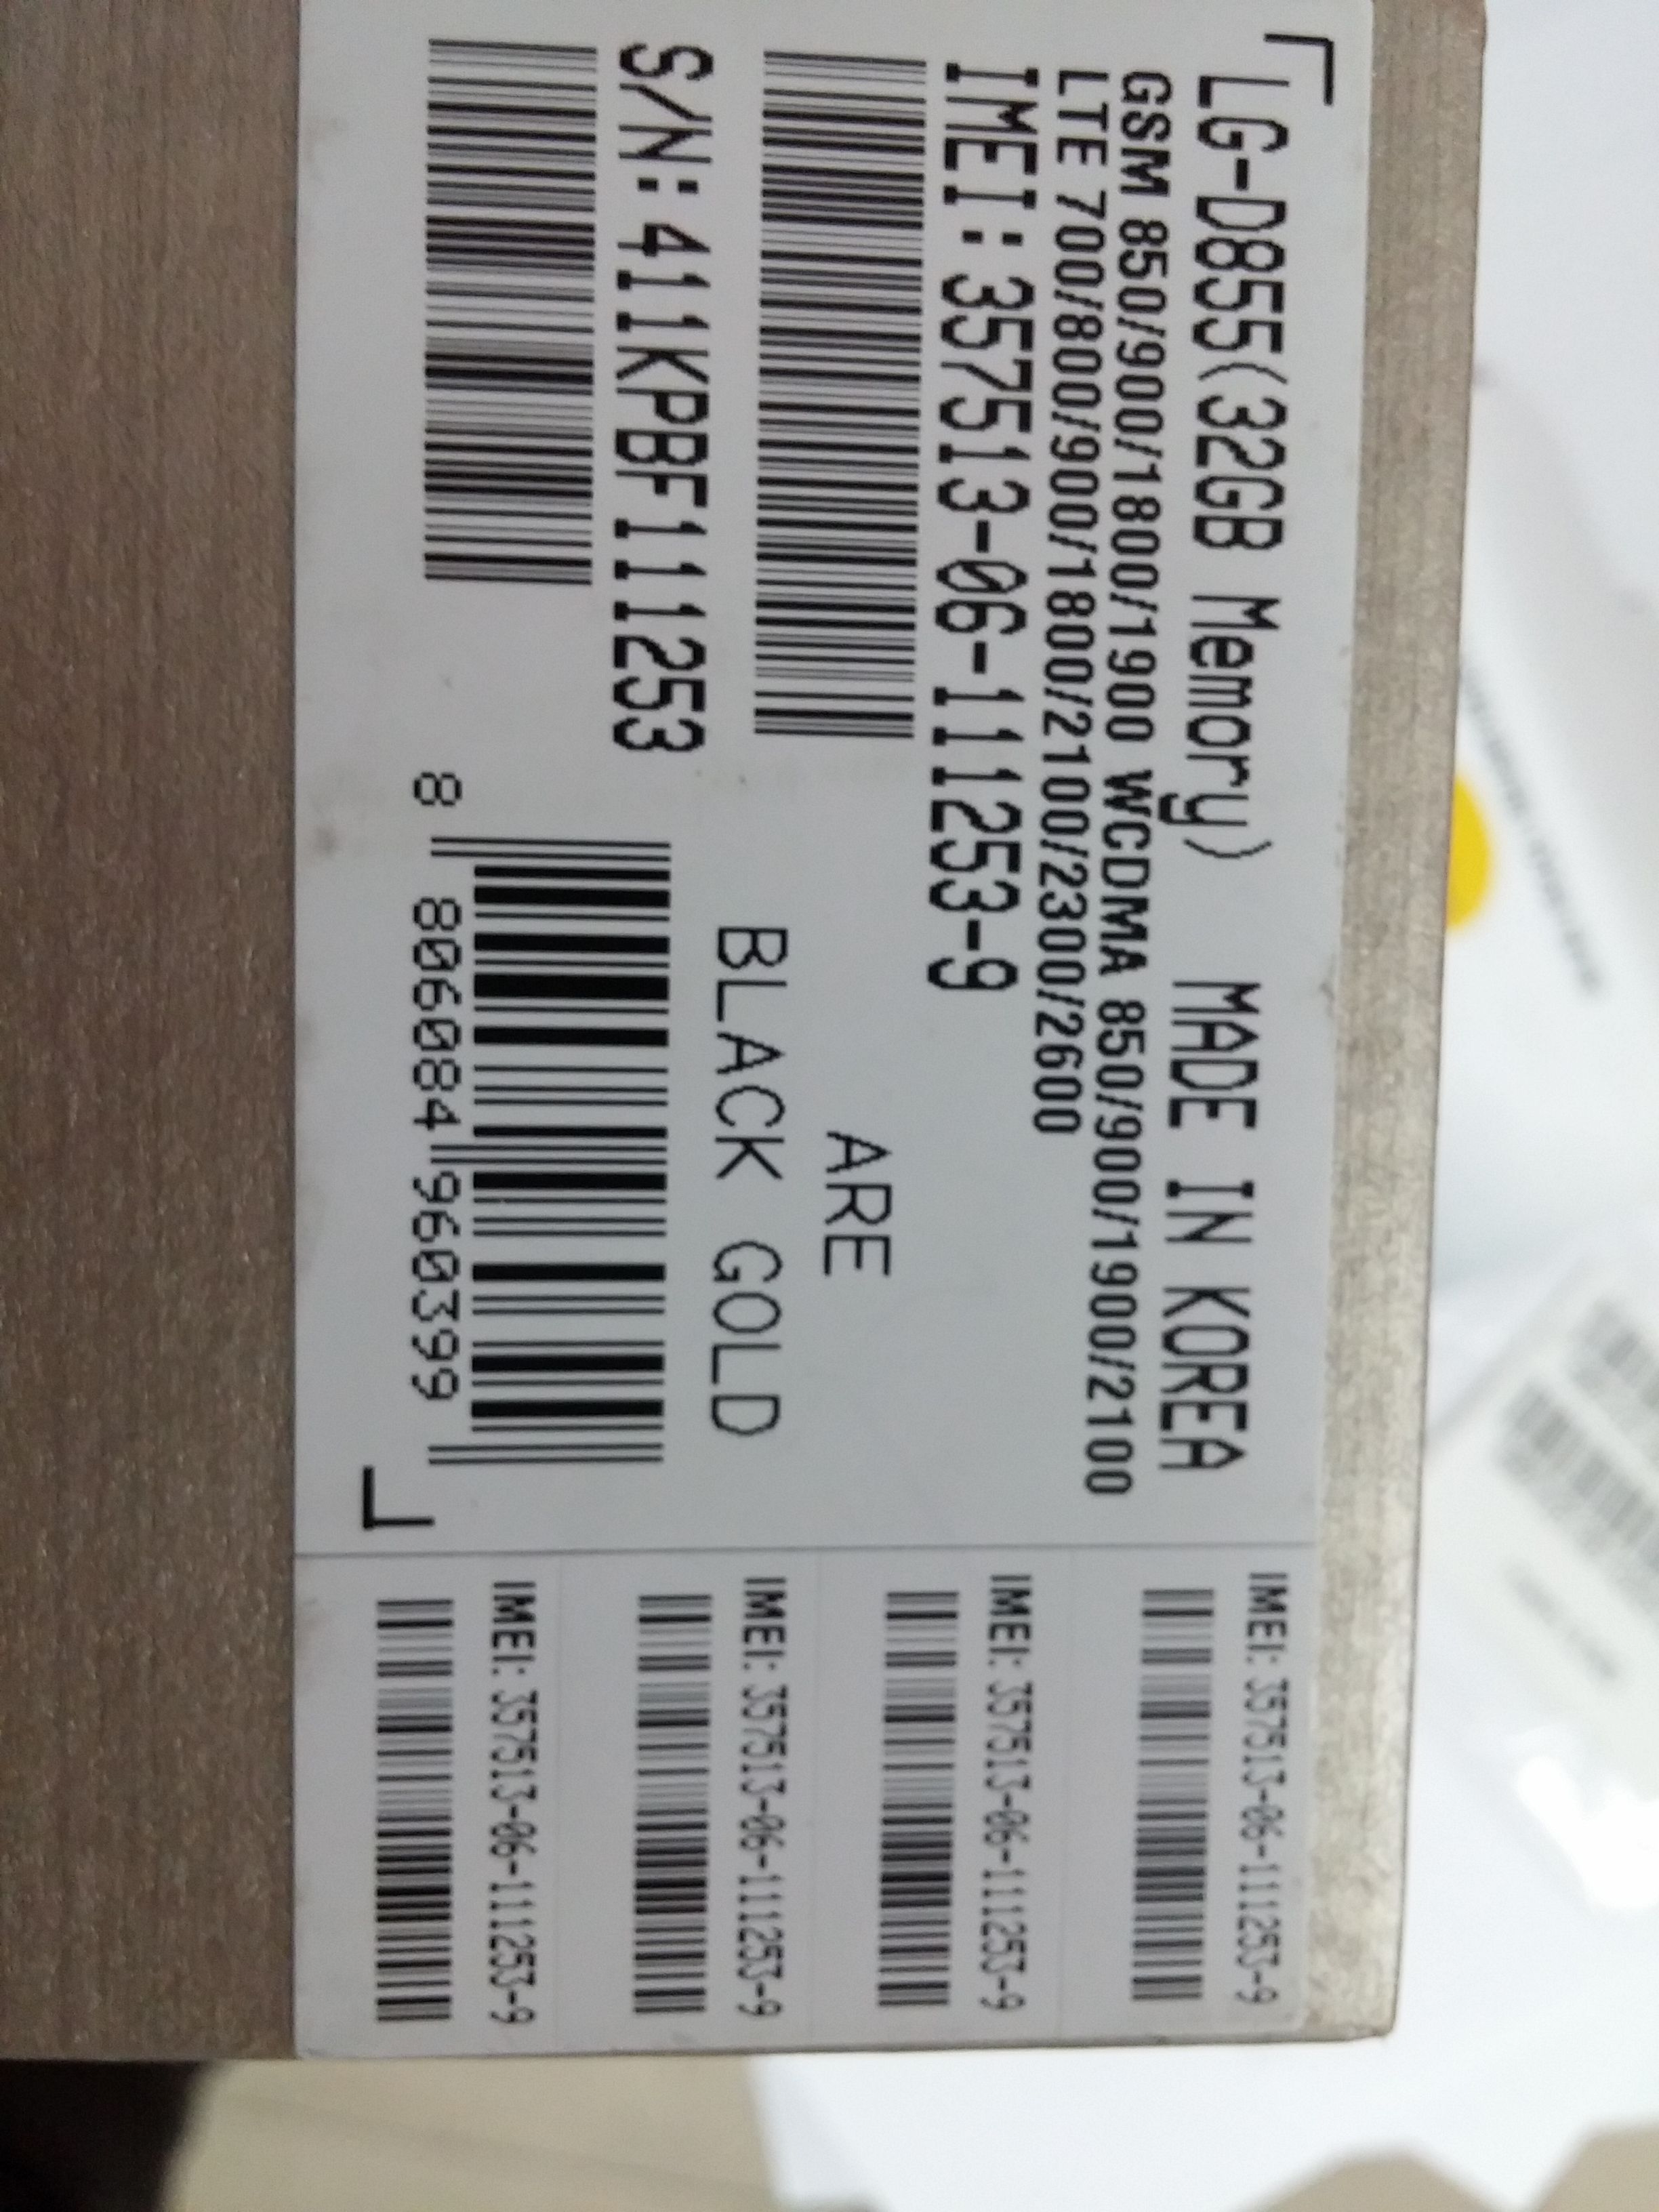 LG-D855(32GB Memory) MADE IN KOREA
GSM 850/900/1800/1900 WCDMA 850/900/1900/2100
LTE 700/800/900/1800/2100/2300/2600
IMEI:357513-06-111253-9
ARE
S/N:411KPBF111253
BLACK GOLD
8 806084 960399
IMEI: 357513-06-111253-9
IMEI: 357513-06-111253-9
IMEI: 357513-06-111253-9
IMEI: 357513-06-111253-9